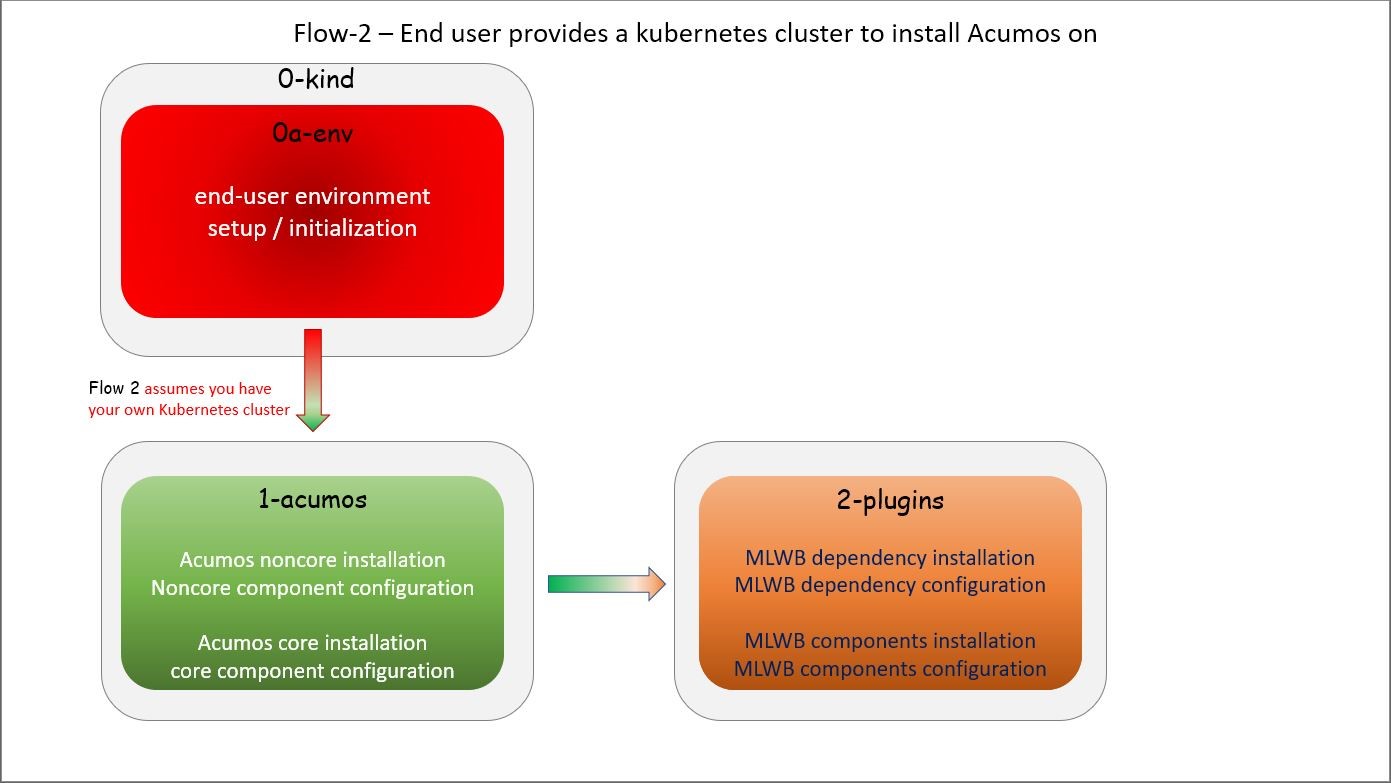 Flow-2 – End user provides a kubernetes cluster to install Acumos on
0-kind
0a-env
end-user environment
setup / initialization
Flow 2 assumes you have
your own Kubernetes cluster
1-acumos
Acumos noncore installation
Noncore component configuration
Acumos core installation
core component configuration
2-plugins
MLWB dependency installation
MLWB dependency configuration
MLWB components installation
MLWB components configuration